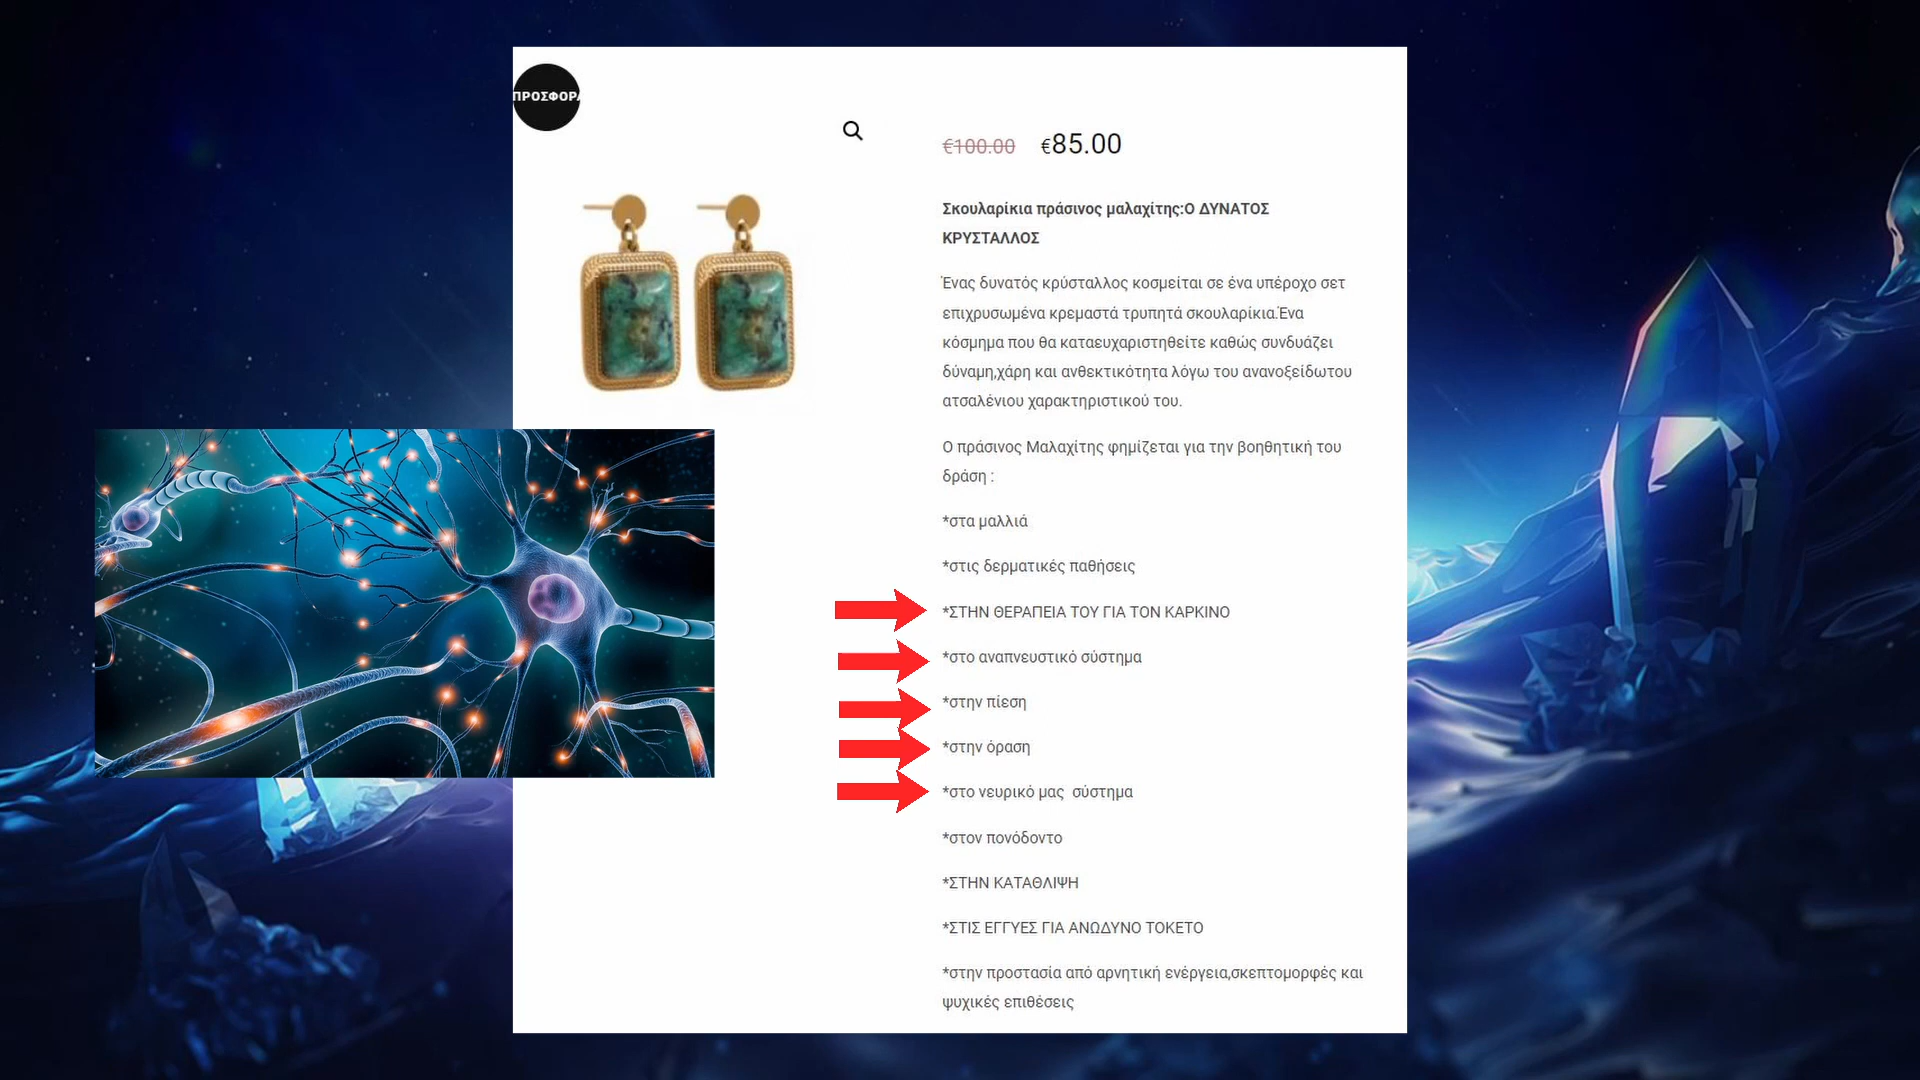 ΠΡΟΣΦΟΡΑ
€100.00 €85.00
Σκουλαρίκια πράσινος μαλαχίτης:Ο ΔΥΝΑΤΟΣ
ΚΡΥΣΤΑΛΛΟΣ
Ένας δυνατός κρύσταλλος κοσμείται σε ένα υπέροχο σετ
επιχρυσωμένα κρεμαστά τρυπητά σκουλαρίκια.Ένα
κόσμημα που θα καταευχαριστηθείτε καθώς συνδυάζει
δύναμη,χάρη και ανθεκτικότητα λόγω του ανανοξείδωτου
ατσαλένιου χαρακτηριστικού του.
Ο πράσινος Μαλαχίτης φημίζεται για την βοηθητική του
δράση :
*στα μαλλιά
*στις δερματικές παθήσεις
*ΣΤΗΝ ΘΕΡΑΠΕΙΑ ΤΟΥ ΓΙΑ ΤΟΝ ΚΑΡΚΙΝΟ
*στο αναπνευστικό σύστημα
*στην πίεση
*στην όραση
*στο νευρικό μας σύστημα
*στον πονόδοντο
*ΣΤΗΝ ΚΑΤΑΘΛΙΨΗ
*ΣΤΙΣ ΕΓΓΥΕΣ ΓΙΑ ΑΝΩΔΥΝΟ ΤΟΚΕΤΟ
*στην προστασία από αρνητική ενέργεια,σκεπτομορφές και
ψυχικές επιθέσεις